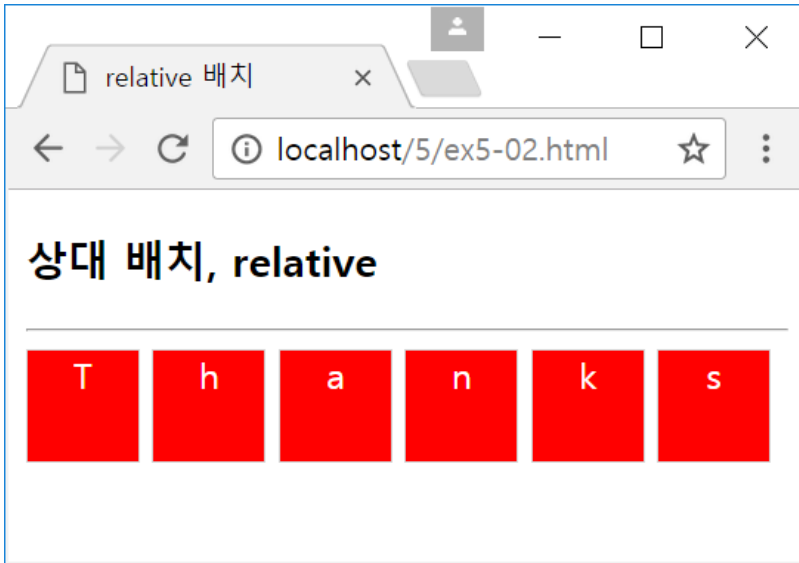 relative 배치
localhost/5/ex5-02.html
상대 배치, relative
T h a n k s